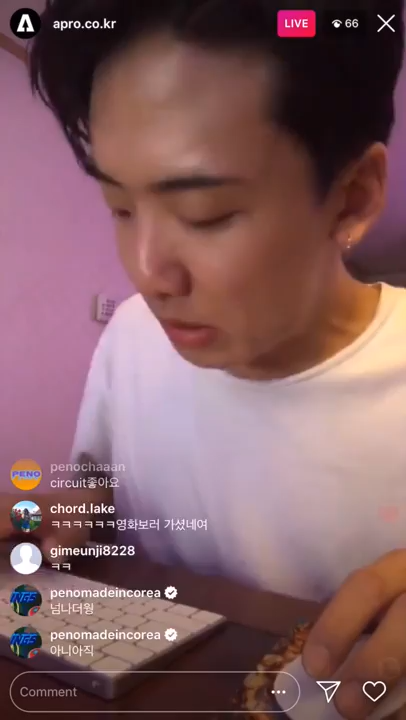 apro.co.kr
LIVE
66
PENO
penochaaan
circuit좋아요
chord.lake
ㅋㅋㅋㅋㅋㅋ영화보러 가셨네여
gimeunji8228
ㅋㅋ
penomadeincorea
넘나더웡
penomadeincorea
아니아직
Comment